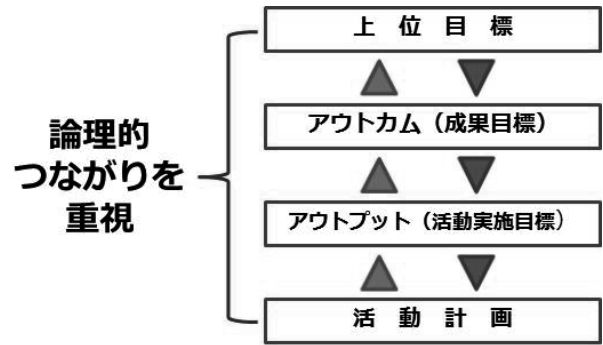 上 位 目 標
アウトカム（成果目標）
論理的
つながりを
重視
アウトプット（活動実施目標）
活 動 計 画